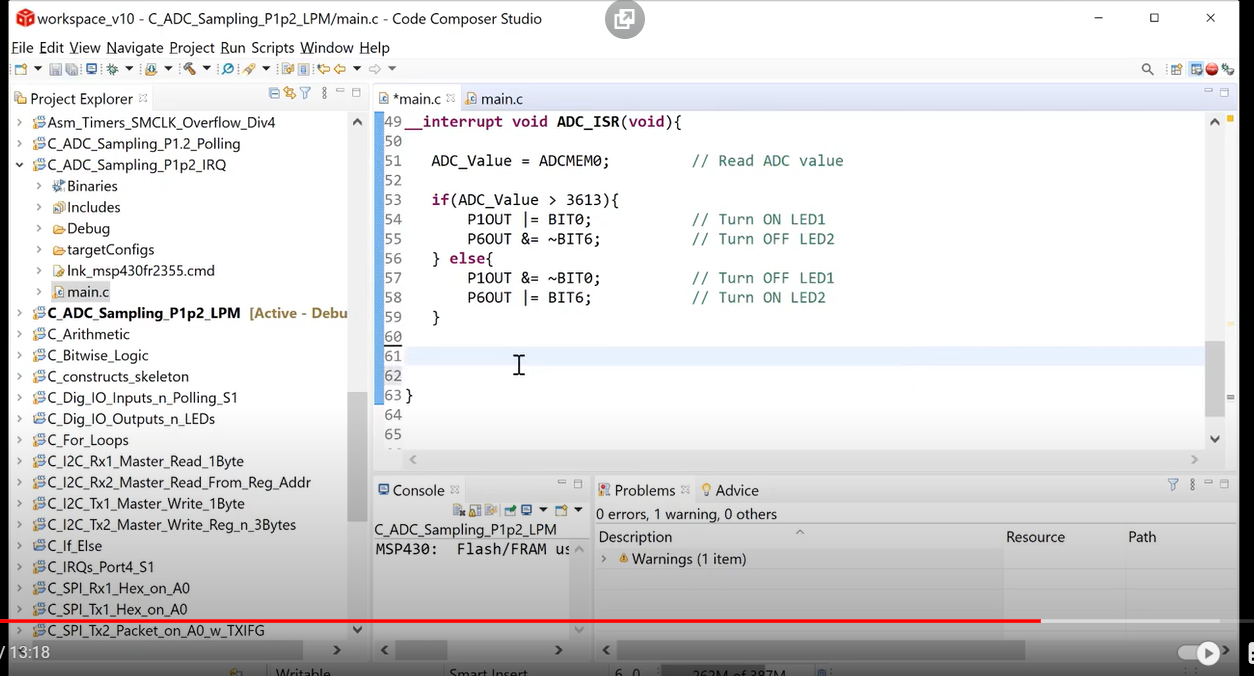 workspace_v10 - C_ADC_Sampling_P1p2_LPM/main.c - Code Composer Studio
File Edit View Navigate Project Run Scripts Window Help
Project Explorer
Asm_Timers_SMCLK_Overflow_Div4
C_ADC_Sampling_P1.2_Polling
C_ADC_Sampling_P1p2_IRQ
Binaries
Includes
Debug
targetConfigs
lnk_msp430fr2355.cmd
main.c
C_ADC_Sampling_P1p2_LPM [Active - Debu
C_Arithmetic
C_Bitwise_Logic
C_constructs_skeleton
C_Dig_IO_Inputs_n_Polling_S1
C_Dig_IO_Outputs_n_LEDs
C_For_Loops
C_I2C_Rx1_Master_Read_1Byte
C_I2C_Rx2_Master_Read_From_Reg_Addr
C_I2C_Tx1_Master_Write_1Byte
C_I2C_Tx2_Master_Write_Reg_n_3Bytes
C_If_Else
C_IRQs_Port4_S1
C_SPI_Rx1_Hex_on_A0
C_SPI_Tx1_Hex_on_A0
C_SPI_Tx2_Packet_on_A0_w_TXIFG
*main.c main.c
49 __interrupt void ADC_ISR(void){
50
51 ADC_Value = ADCMEM0; // Read ADC value
52
53 if(ADC_Value > 3613){
54 P1OUT |= BIT0; // Turn ON LED1
55 P6OUT &= ~BIT6; // Turn OFF LED2
56 } else{
57 P1OUT &= ~BIT0; // Turn OFF LED1
58 P6OUT |= BIT6; // Turn ON LED2
59 }
60
61
62
63 }
64
65
Console
C_ADC_Sampling_P1p2_LPM
MSP430: Flash/FRAM us
Problems Advice
0 errors, 1 warning, 0 others
Description Resource Path
Warnings (1 item)
/ 13:18
Writable Smart Insert 262M of 387M